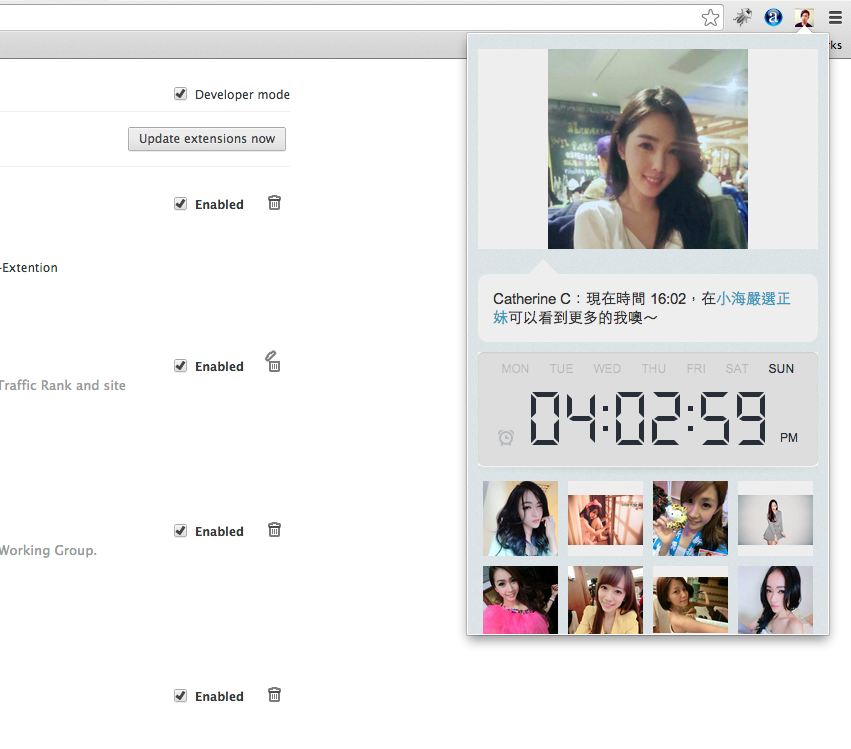 rks
Developer mode
Update extensions now
Enabled
-Extention
Enabled
Traffic Rank and site
Enabled
Working Group.
Enabled
Catherine C：現在時間 16:02，在小海嚴選正
妹可以看到更多的我噢～
MON TUE WED THU FRI SAT SUN
04:02:59 PM